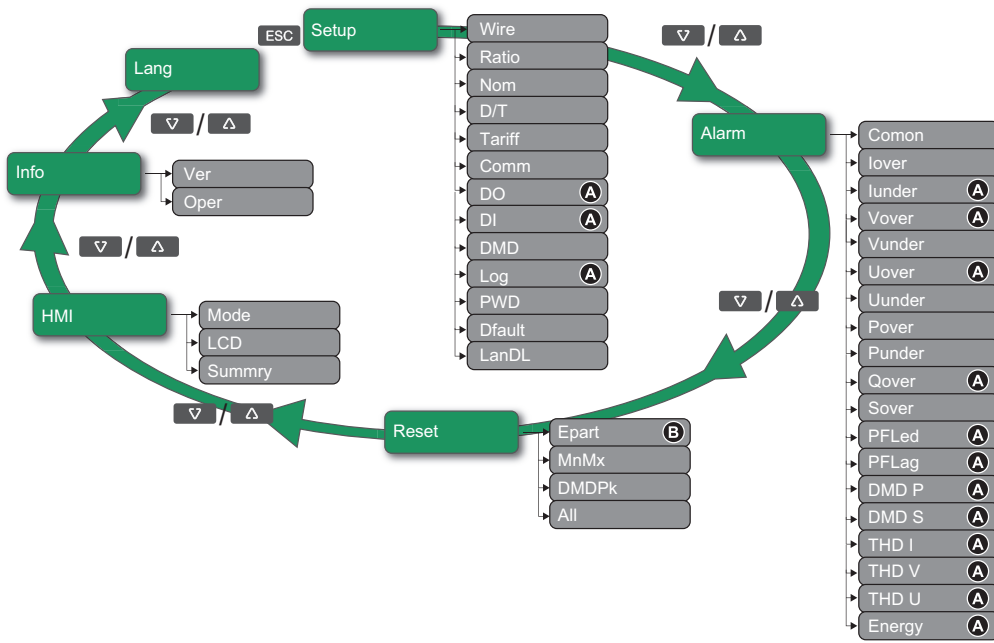 ESC
Setup
Wire
Ratio
Nom
D/T
Tariff
Comm
DO A
DI A
DMD
Log A
PWD
Dfault
LanDL
/
Alarm
Comon
Iover
Iunder A
Vover A
Vunder
Uover A
Uunder
Pover
Punder
Qover A
Sover
PFLed A
PFLag A
DMD P A
DMD S A
THD I A
THD V A
THD U A
Energy A
/
Reset
Epart B
MnMx
DMDPk
All
/
HMI
Mode
LCD
Summry
/
Info
Ver
Oper
/
Lang